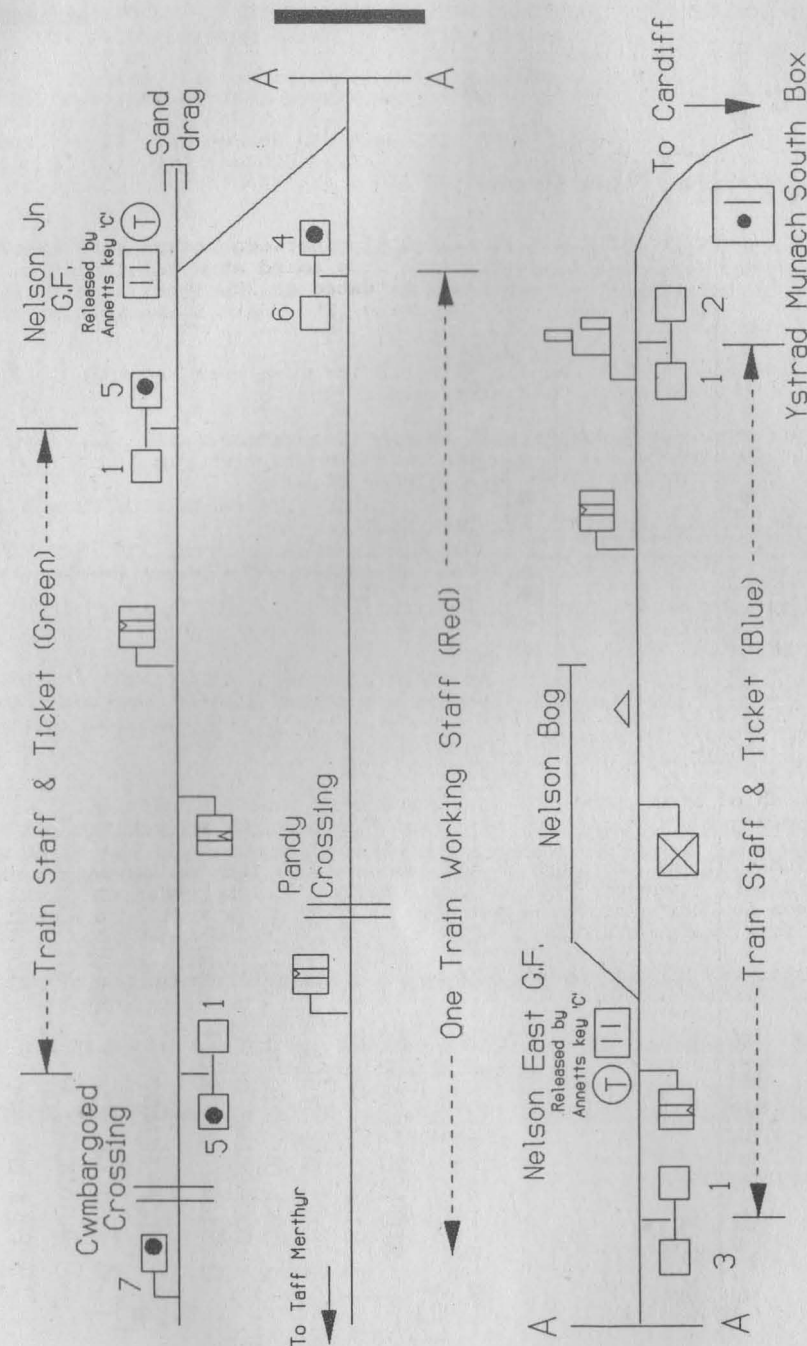 Train Staff & Ticket (Green)
Nelson Jn
G.F.
Released by
Annetts key 'C'
T
Sand
drag
Cwmbargoed
Crossing
7
5
1
1
5
A
A
To Taff Merthyr
Pandy
Crossing
6
4
One Train Working Staff (Red)
Nelson East G.F.
Released by
Annetts key 'C'
T
Nelson Bog
To Cardiff
A
A
3
1
1
2
Train Staff & Ticket (Blue)
Ystrad Munach South Box